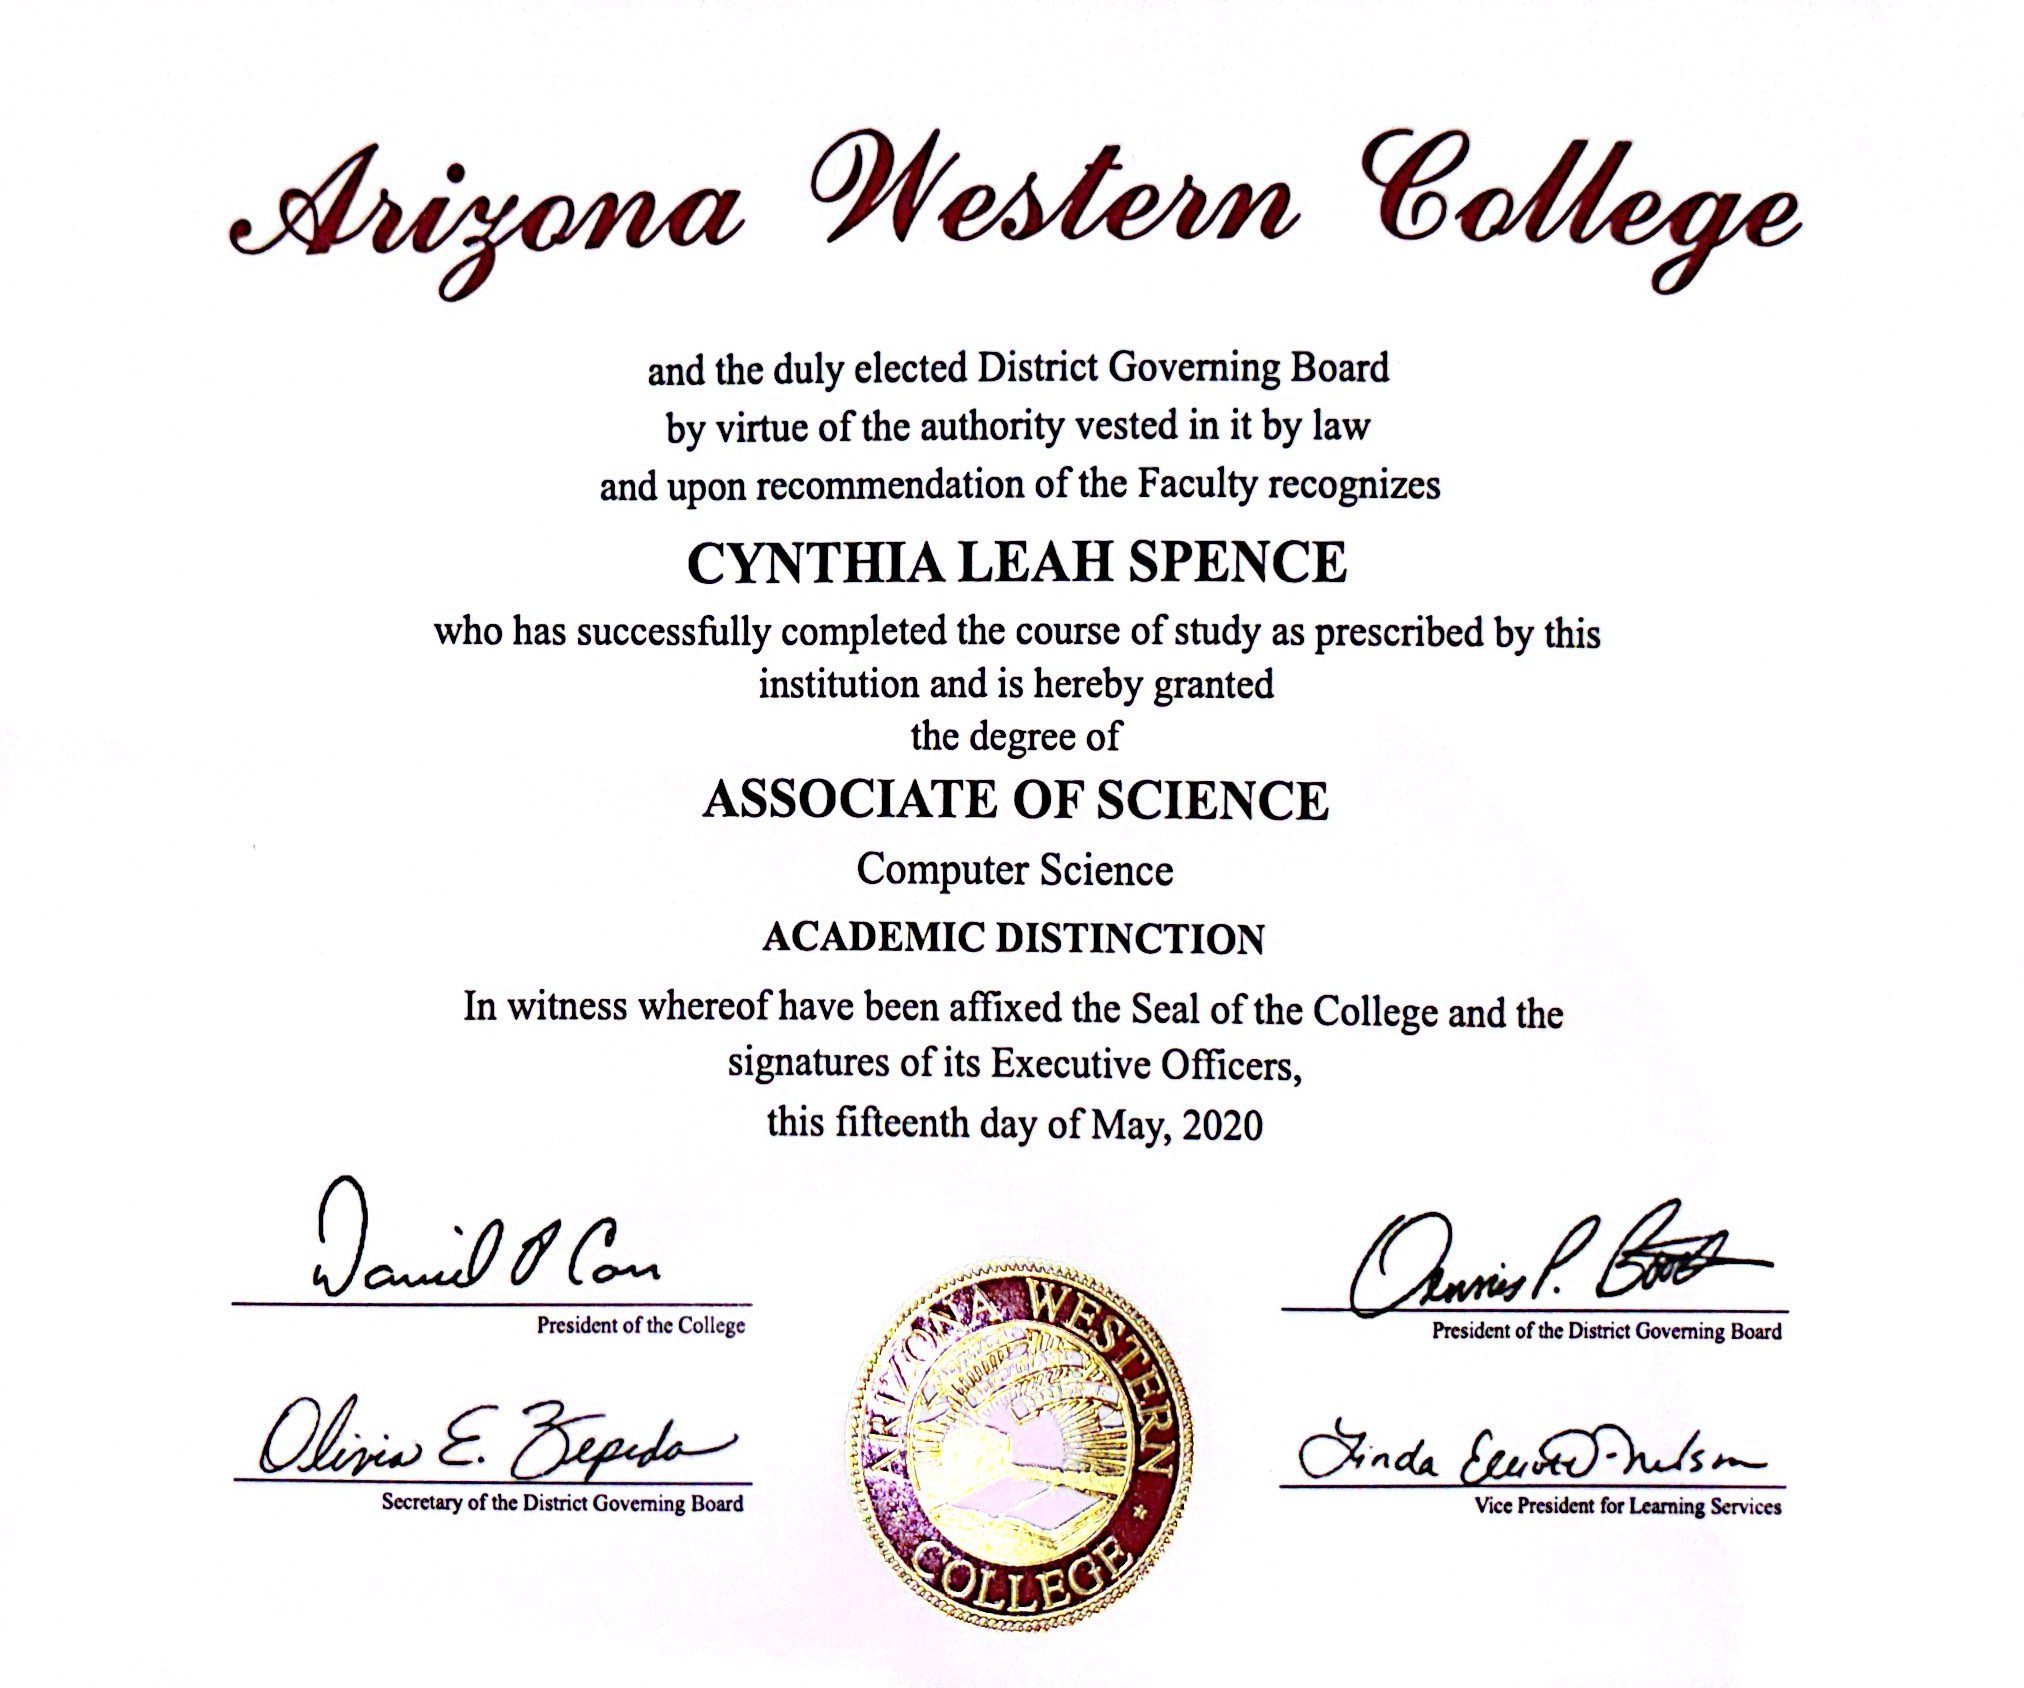 Arizona Western College
and the duly elected District Governing Board
by virtue of the authority vested in it by law
and upon recommendation of the Faculty recognizes
CYNTHIA LEAH SPENCE
who has successfully completed the course of study as prescribed by this
institution and is hereby granted
the degree of
ASSOCIATE OF SCIENCE
Computer Science
ACADEMIC DISTINCTION
In witness whereof have been affixed the Seal of the College and the
signatures of its Executive Officers,
this fifteenth day of May, 2020
Daniel P Corr
President of the College
Dennis P. Booth
President of the District Governing Board
Olivia E. Zepeda
Secretary of the District Governing Board
Linda Elliott-Nelson
Vice President for Learning Services
ARIZONA WESTERN COLLEGE